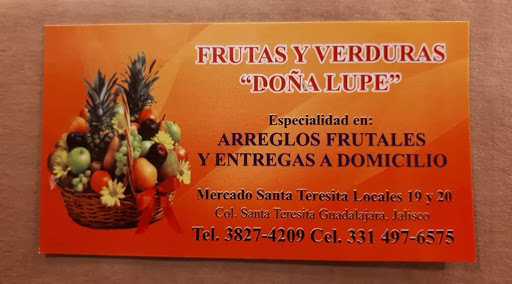 FRUTAS Y VERDURAS
"DOÑA LUPE"
Especialidad en:
ARREGLOS FRUTALES
Y ENTREGAS A DOMICILIO
Mercado Santa Teresita Locales 19 y 20
Col. Santa Teresita Guadalajara. Jalisco
Tel. 3827-4209 Cel. 331 497-6575